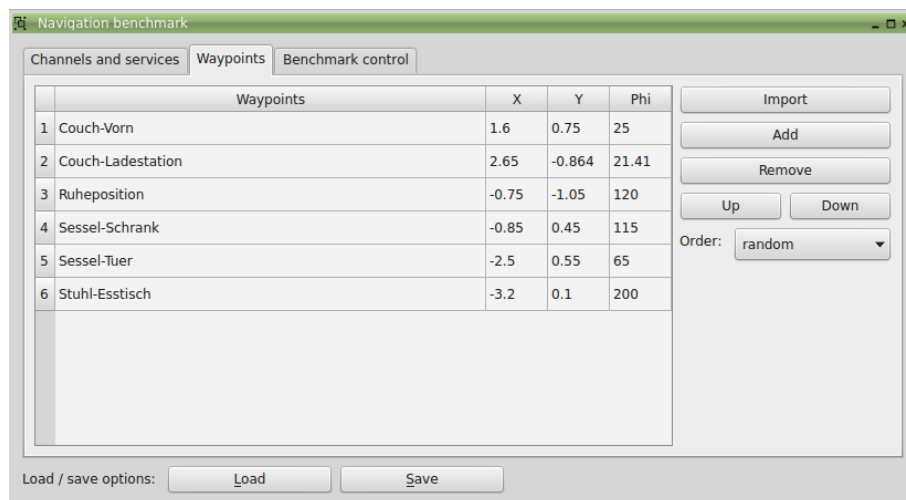 Navigation benchmark
Channels and services Waypoints Benchmark control
Waypoints X Y Phi
1 Couch-Vorn 1.6 0.75 25
2 Couch-Ladestation 2.65 -0.864 21.41
3 Ruheposition -0.75 -1.05 120
4 Sessel-Schrank -0.85 0.45 115
5 Sessel-Tuer -2.5 0.55 65
6 Stuhl-Esstisch -3.2 0.1 200
Import
Add
Remove
Up Down
Order: random
Load / save options: Load Save